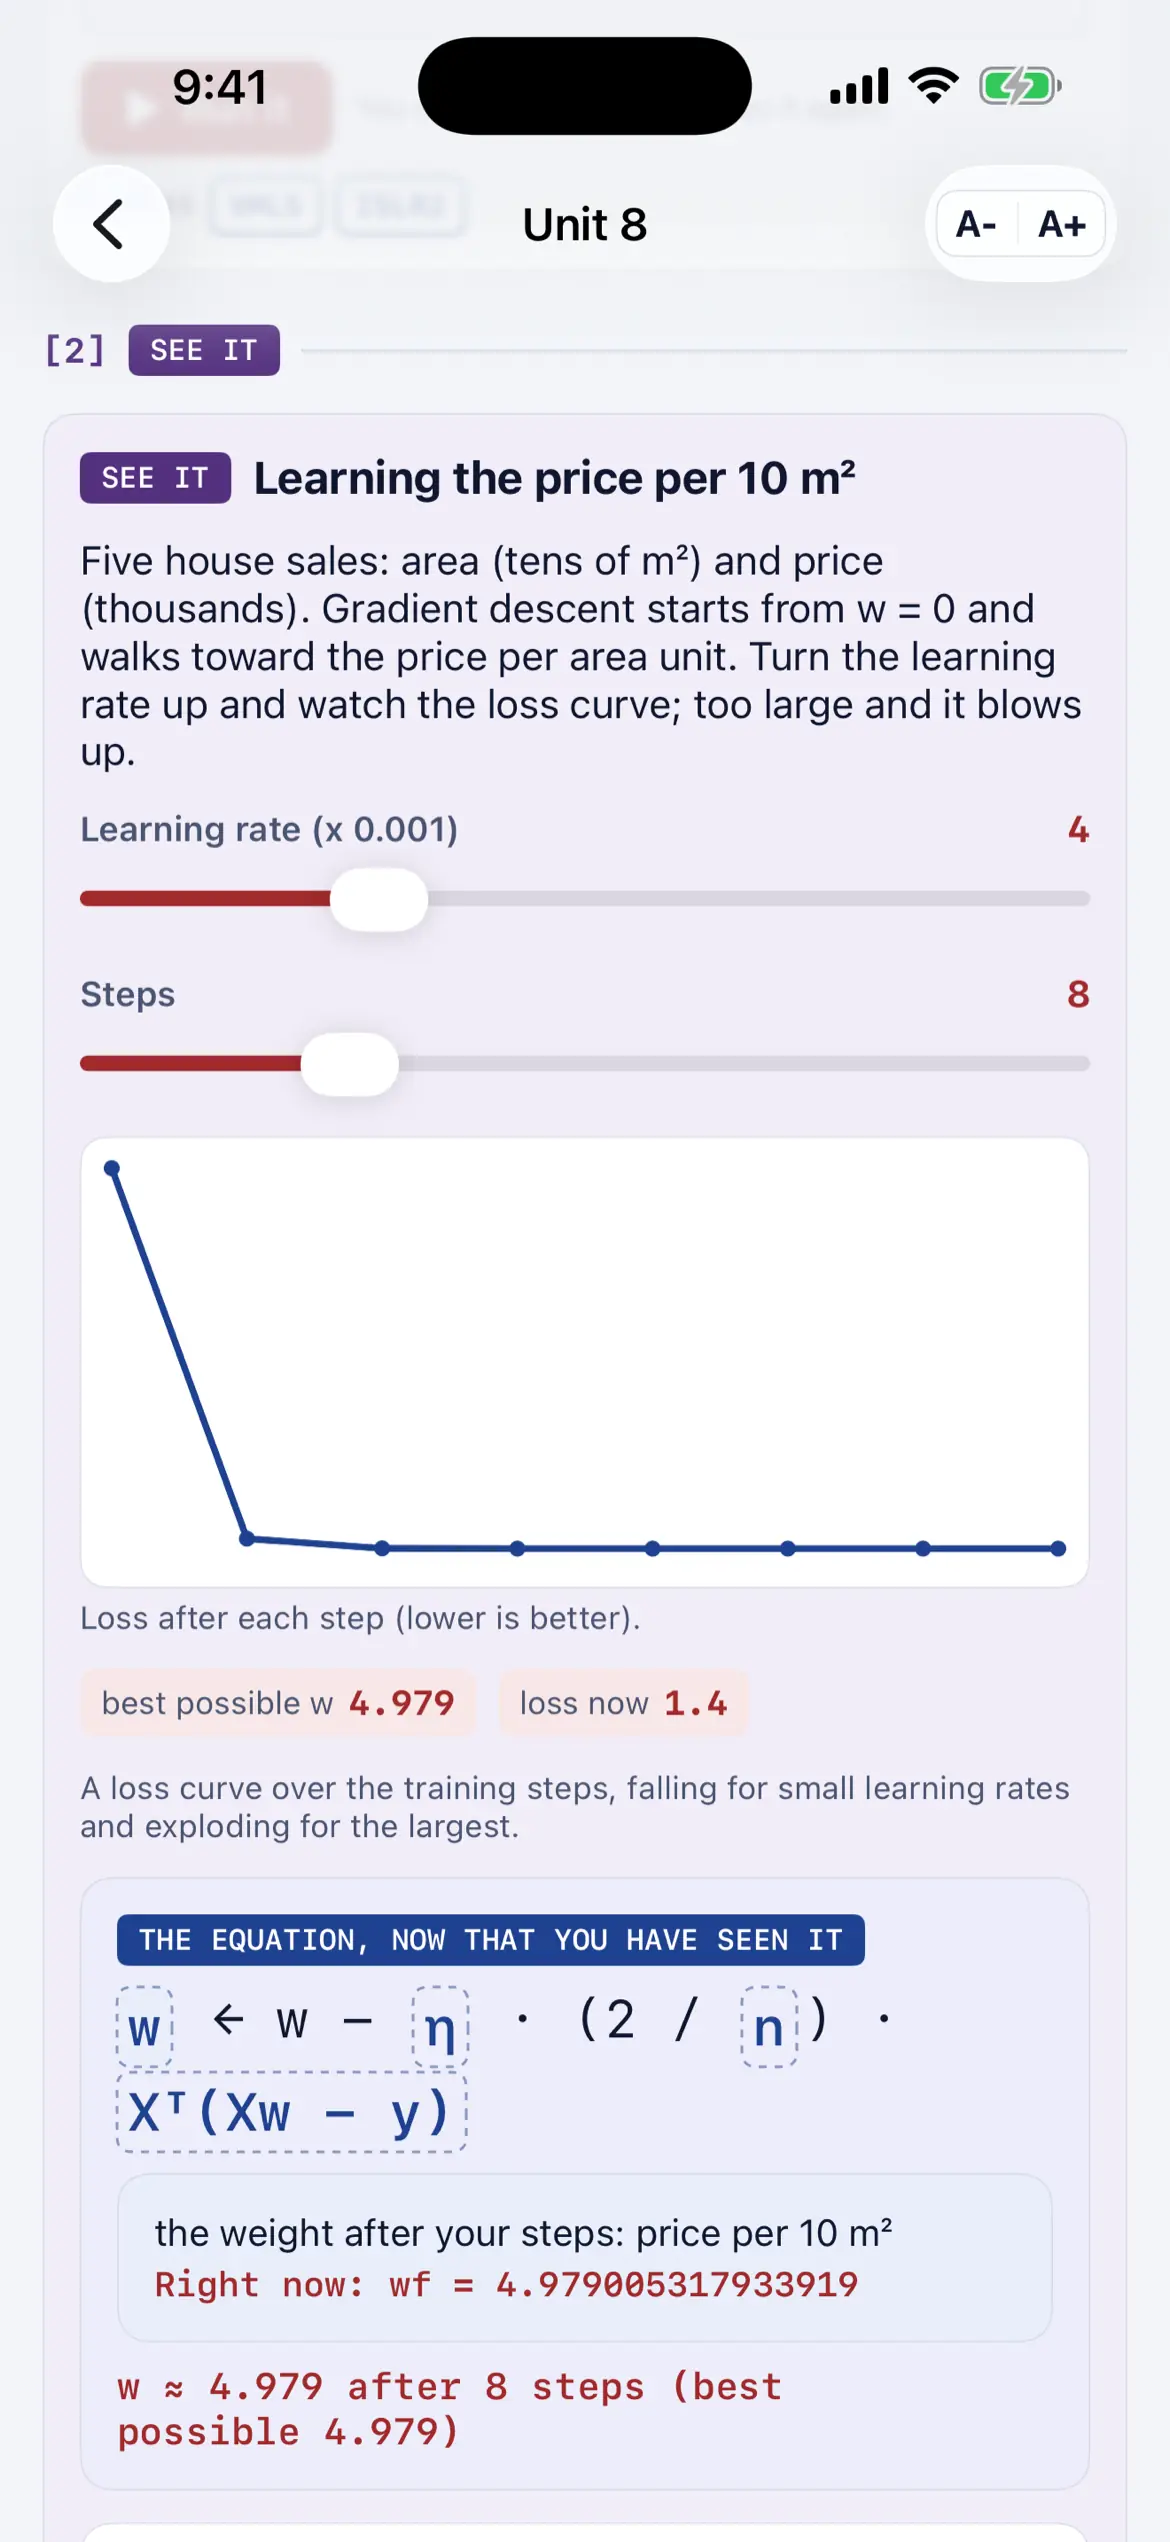 9:41
Unit 8
A- A+
[2] SEE IT
SEE IT Learning the price per 10 m²
Five house sales: area (tens of m²) and price
(thousands). Gradient descent starts from w = 0 and
walks toward the price per area unit. Turn the learning
rate up and watch the loss curve; too large and it blows
up.
Learning rate (x 0.001) 4
Steps 8
Loss after each step (lower is better).
best possible w 4.979 loss now 1.4
A loss curve over the training steps, falling for small learning rates
and exploding for the largest.
THE EQUATION, NOW THAT YOU HAVE SEEN IT
w ← w − η · (2 / n) ·
Xᵀ(Xw − y)
the weight after your steps: price per 10 m²
Right now: wf = 4.979005317933919
w ≈ 4.979 after 8 steps (best
possible 4.979)